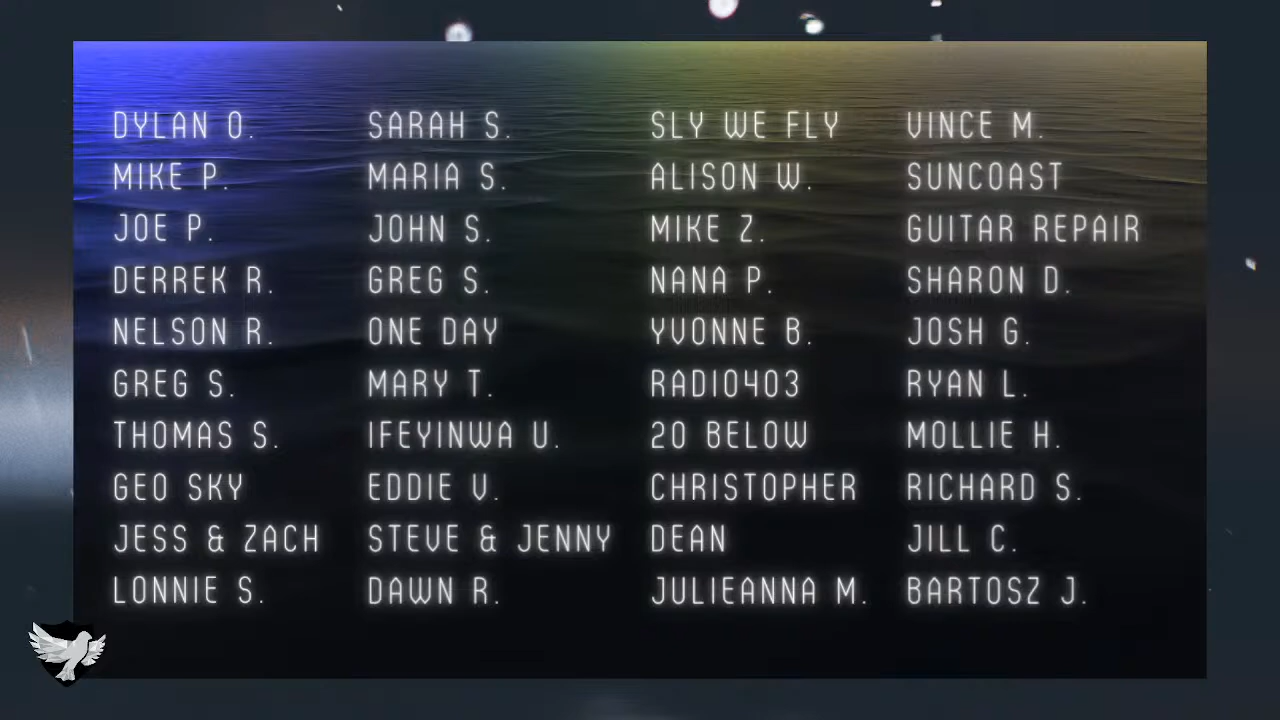 DYLAN O.
MIKE P.
JOE P.
DERREK R.
NELSON R.
GREG S.
THOMAS S.
GEO SKY
JESS & ZACH
LONNIE S.
SARAH S.
MARIA S.
JOHN S.
GREG S.
ONE DAY
MARY T.
IFEYINWA U.
EDDIE V.
STEVE & JENNY
DAWN R.
SLY WE FLY
ALISON W.
MIKE Z.
NANA P.
YVONNE B.
RADIO403
20 BELOW
CHRISTOPHER
DEAN
JULIEANNA M.
VINCE M.
SUNCOAST
GUITAR REPAIR
SHARON D.
JOSH G.
RYAN L.
MOLLIE H.
RICHARD S.
JILL C.
BARTOSZ J.